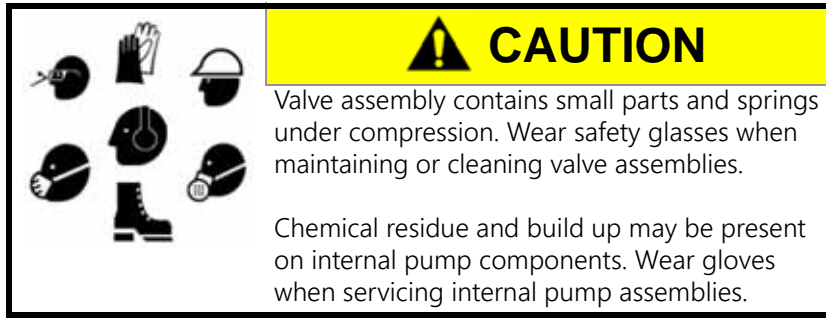 CAUTION
Valve assembly contains small parts and springs
under compression. Wear safety glasses when
maintaining or cleaning valve assemblies.
Chemical residue and build up may be present
on internal pump components. Wear gloves
when servicing internal pump assemblies.